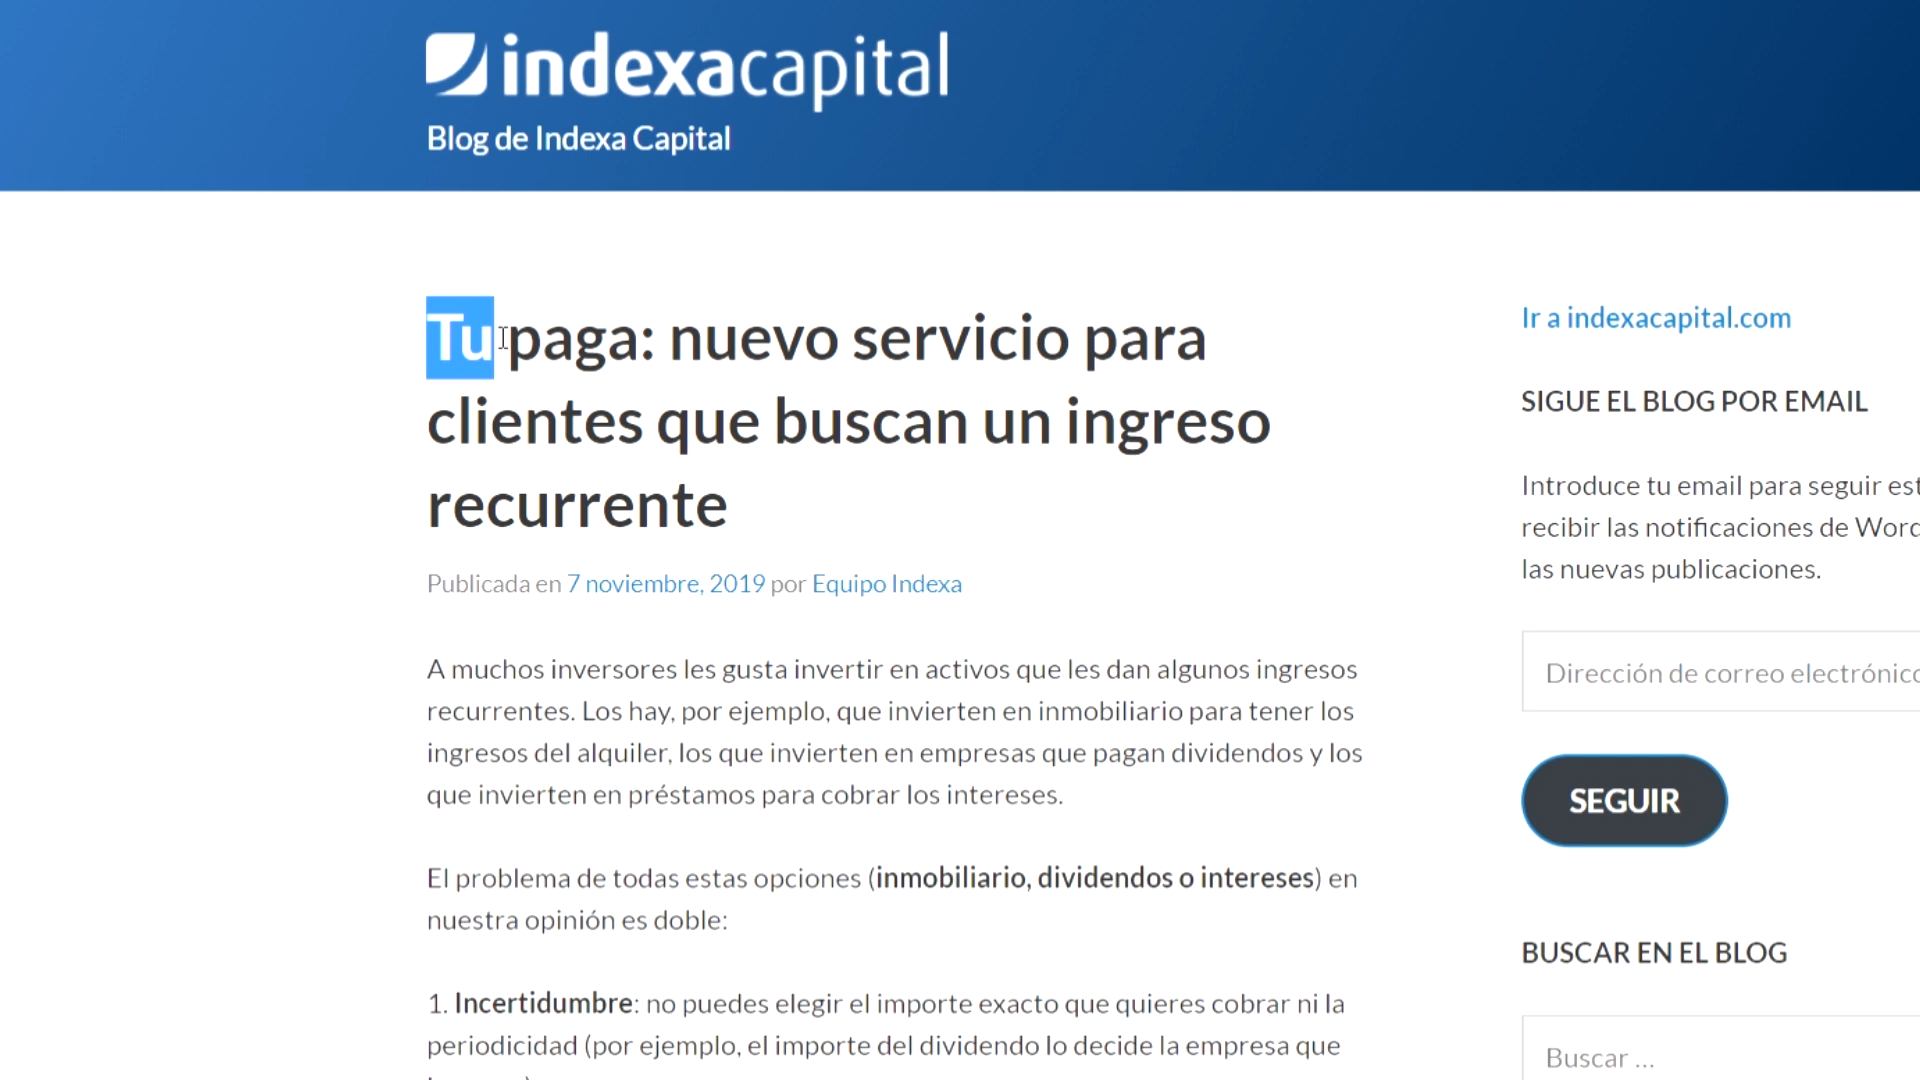 indexacapital
Blog de Indexa Capital
Tu paga: nuevo servicio para
clientes que buscan un ingreso
recurrente
Publicada en 7 noviembre, 2019 por Equipo Indexa
A muchos inversores les gusta invertir en activos que les dan algunos ingresos
recurrentes. Los hay, por ejemplo, que invierten en inmobiliario para tener los
ingresos del alquiler, los que invierten en empresas que pagan dividendos y los
que invierten en préstamos para cobrar los intereses.
El problema de todas estas opciones (inmobiliario, dividendos o intereses) en
nuestra opinión es doble:
1. Incertidumbre: no puedes elegir el importe exacto que quieres cobrar ni la
periodicidad (por ejemplo, el importe del dividendo lo decide la empresa que
Ir a indexacapital.com
SIGUE EL BLOG POR EMAIL
Introduce tu email para seguir
recibir las notificaciones de
las nuevas publicaciones.
Dirección de correo
SEGUIR
BUSCAR EN EL BLOG
Buscar ...